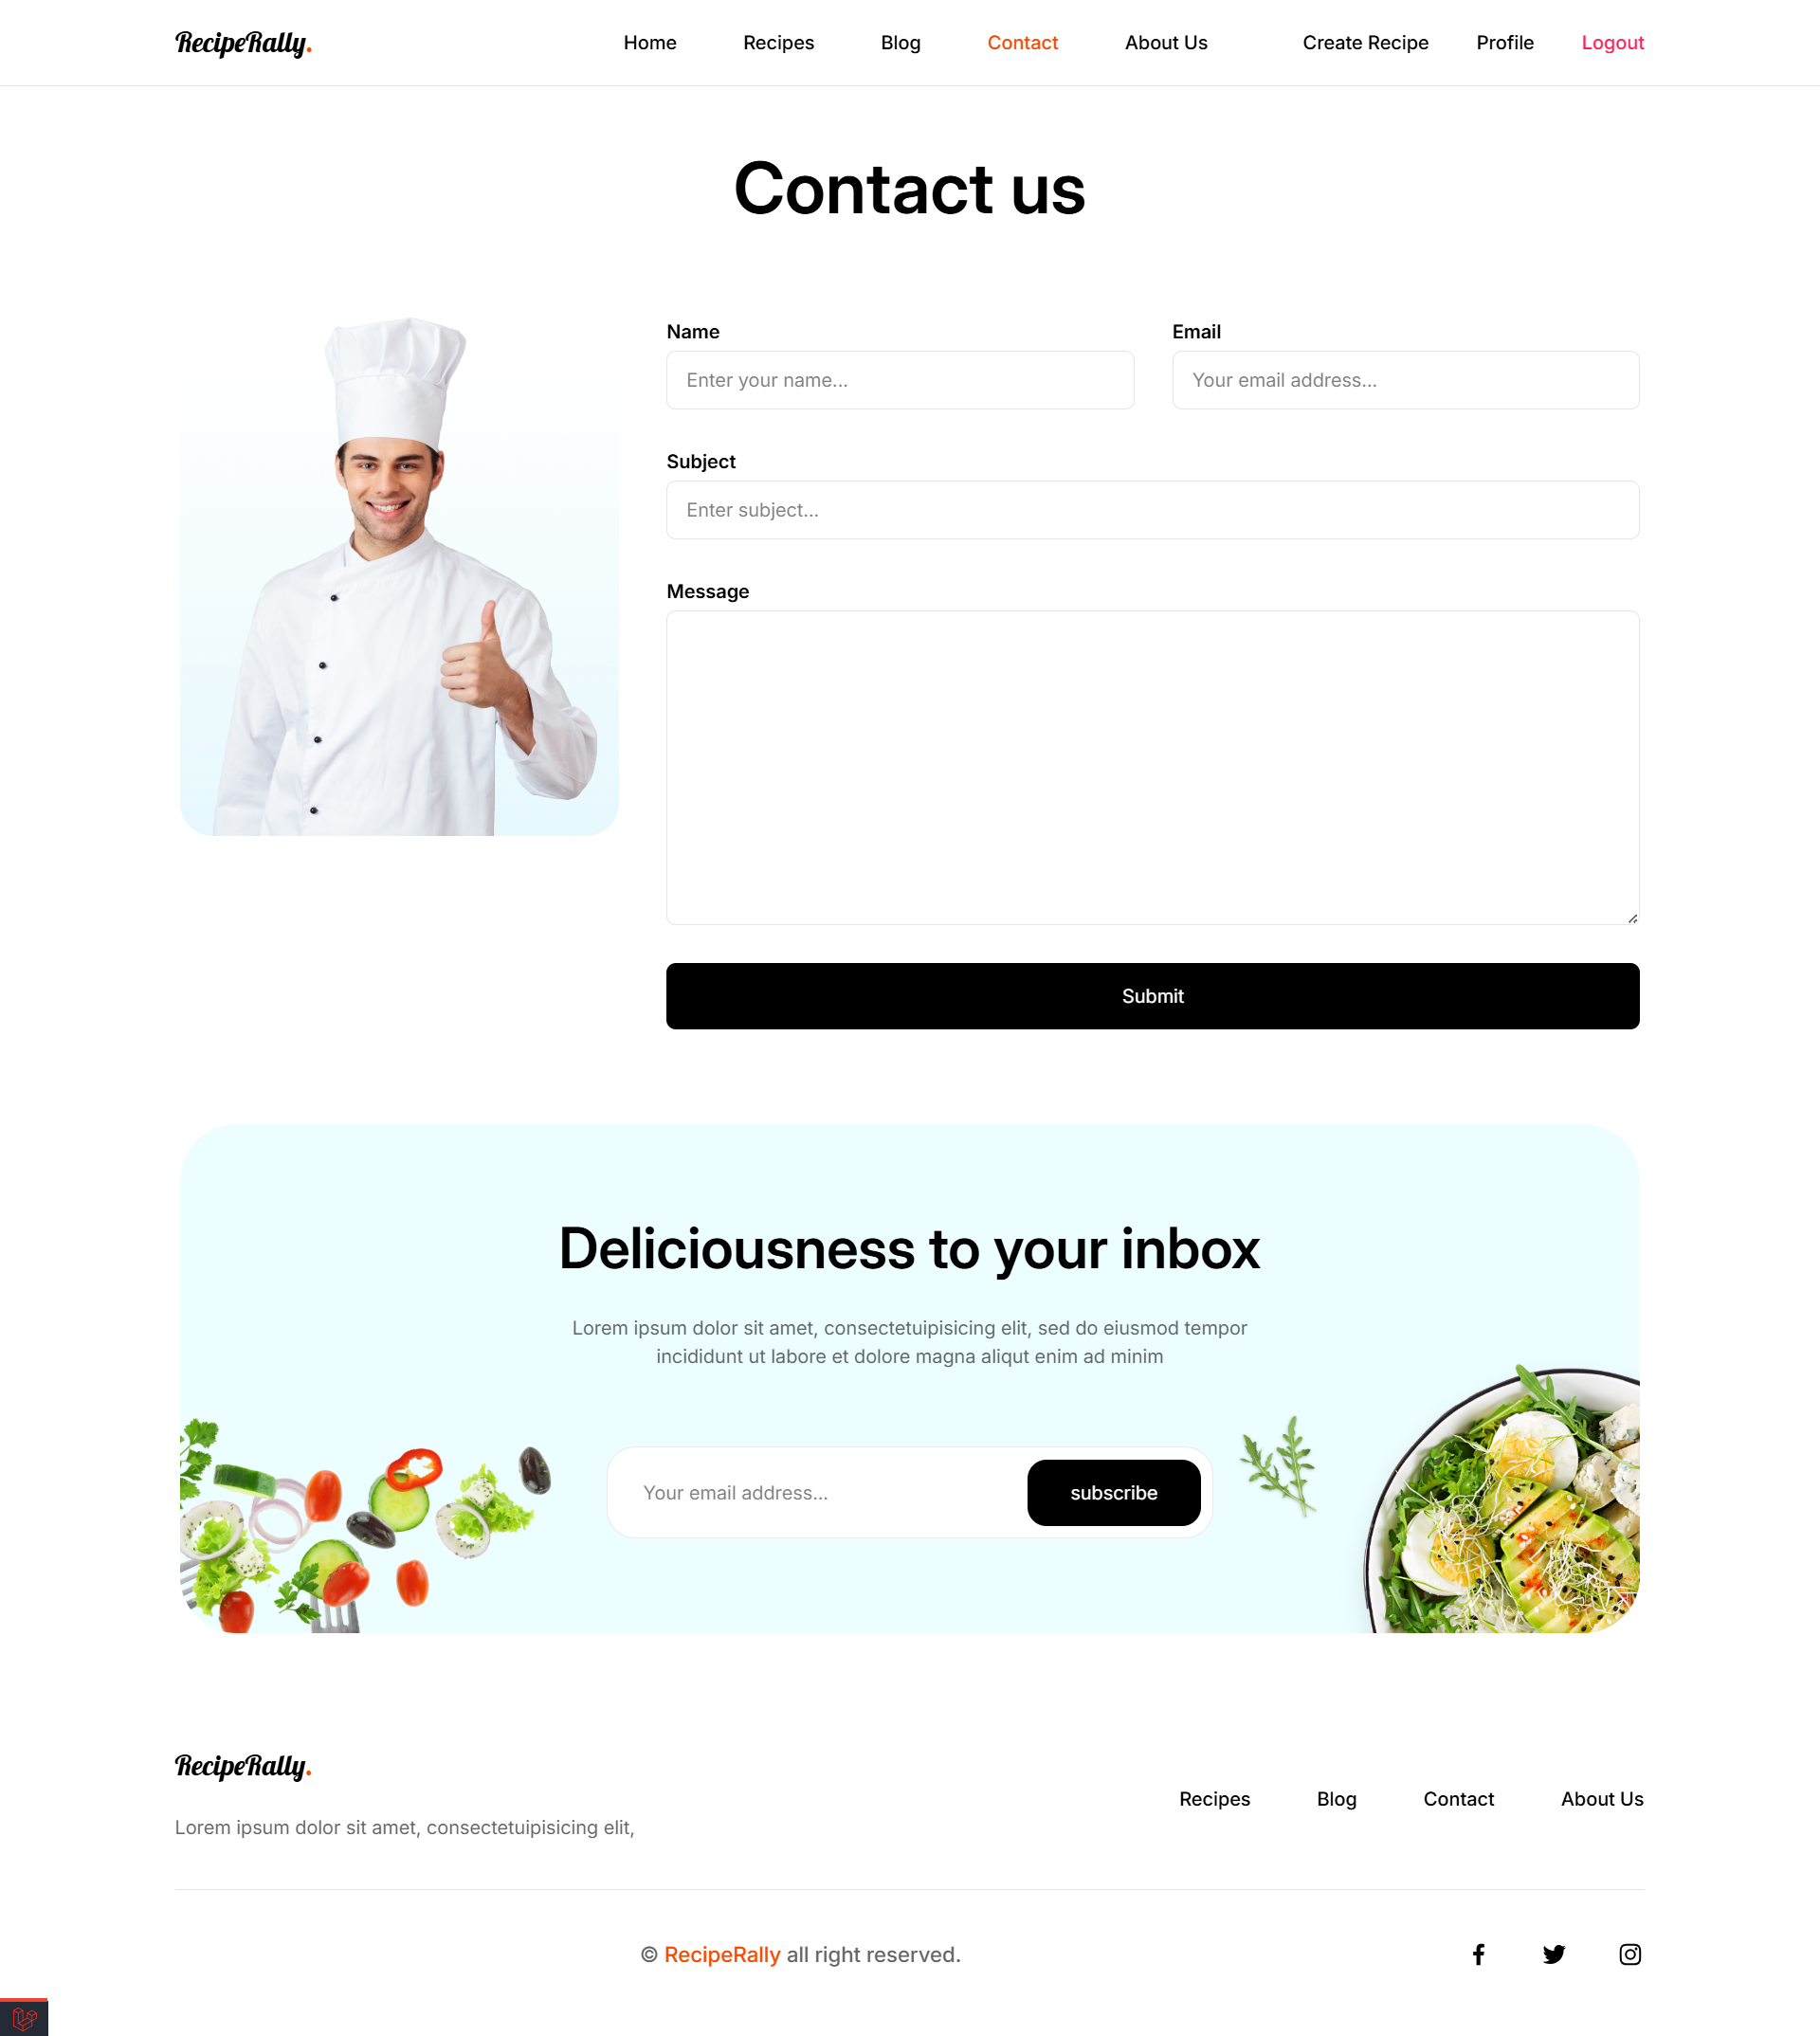 RecipeRally.
Home Recipes Blog Contact About Us Create Recipe Profile Logout
Contact us
Name Email
Enter your name... Your email address...
Subject
Enter subject...
Message
Submit
Deliciousness to your inbox
Lorem ipsum dolor sit amet, consectetuipisicing elit, sed do eiusmod tempor
incididunt ut labore et dolore magna aliqut enim ad minim
Your email address... subscribe
RecipeRally.
Recipes Blog Contact About Us
Lorem ipsum dolor sit amet, consectetuipisicing elit,
© RecipeRally all right reserved.